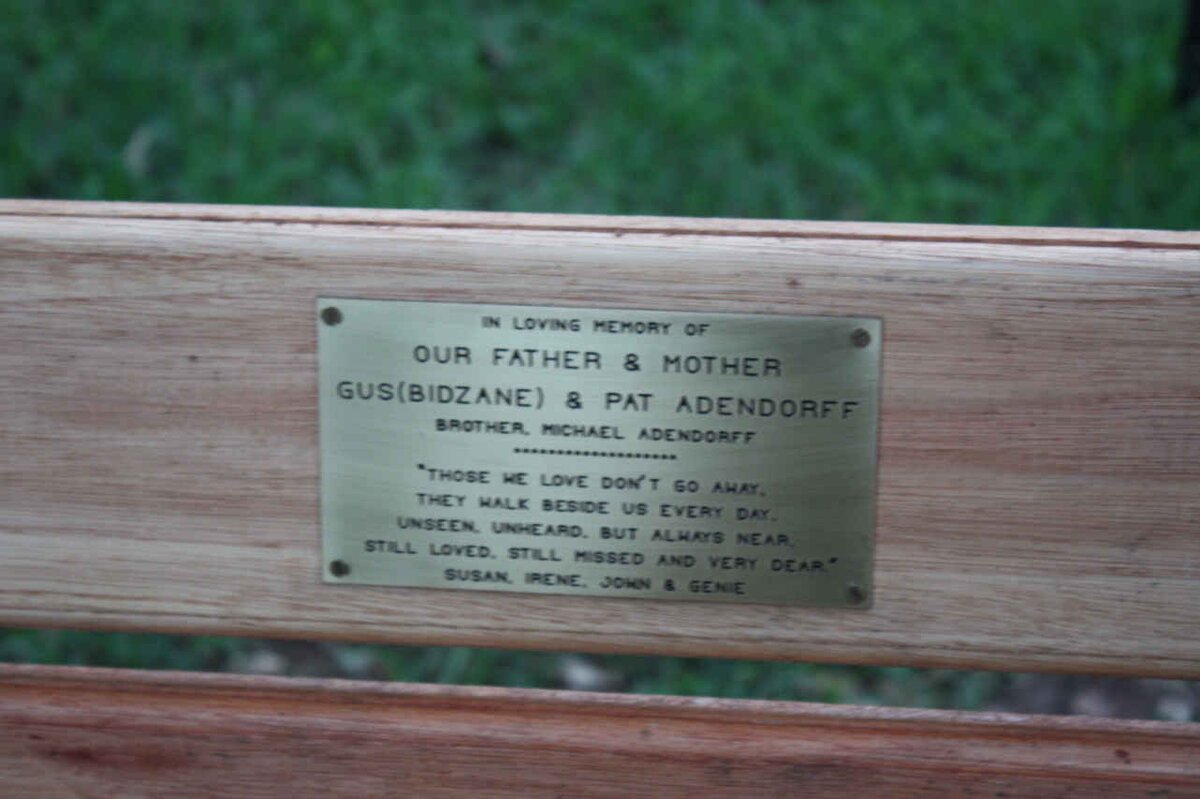 IN LOVING MEMORY OF
OUR FATHER & MOTHER
GUS(BIDZANE) & PAT ADENDORFF
BROTHER, MICHAEL ADENDORFF
*******************
"THOSE WE LOVE DON'T GO AWAY,
THEY WALK BESIDE US EVERY DAY,
UNSEEN, UNHEARD, BUT ALWAYS NEAR,
STILL LOVED, STILL MISSED AND VERY DEAR."
SUSAN, IRENE, JOHN & GENIE